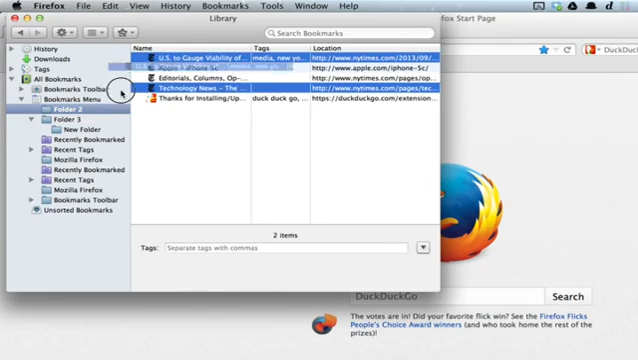 Firefox File Edit View History Bookmarks Tools Window Help
Library
Firefox Start Page
Search Bookmarks
Name Tags Location
History
Downloads
Tags
All Bookmarks
Bookmarks Toolba
Bookmarks Menu
Folder 2
Folder 3
New Folder
Recently Bookmarked
Recent Tags
Mozilla Firefox
Recently Bookmarked
Recent Tags
Mozilla Firefox
Bookmarks Toolbar
Unsorted Bookmarks
U.S. to Gauge Viability of... media, new yo... http://www.nytimes.com/2013/09/...
Apple - iPhone 5c http://www.apple.com/iphone-5c/
Editorials, Columns, Op-... http://www.nytimes.com/pages/op...
Technology News - The ... http://www.nytimes.com/pages/tec...
Thanks for Installing/Up... duck duck go, ... https://duckduckgo.com/extension...
2 items
Tags: Separate tags with commas
DuckDuckGo Search
The votes are in! Did your favorite flick win? See the Firefox Flicks
People's Choice Award winners (and who took home the rest of the
prizes)!